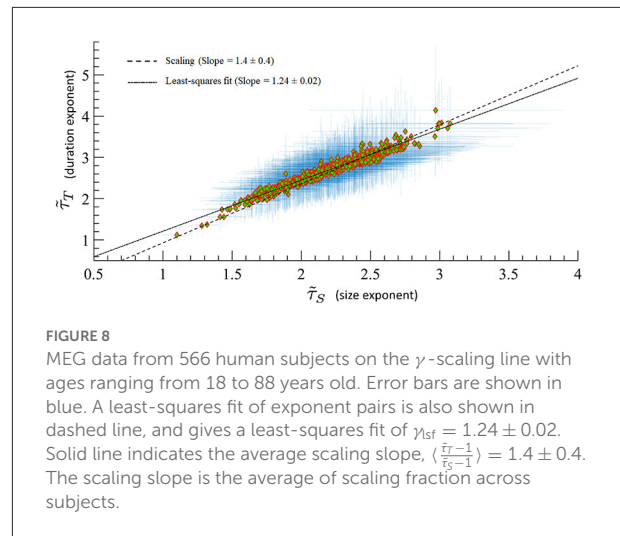 Scaling (Slope = 1.4 ± 0.4)
Least-squares fit (Slope = 1.24 ± 0.02)
τ̃_T (duration exponent)
5
4
3
2
1
0.5 1 1.5 2 2.5 3 3.5 4
τ̃_S (size exponent)
FIGURE 8
MEG data from 566 human subjects on the γ-scaling line with
ages ranging from 18 to 88 years old. Error bars are shown in
blue. A least-squares fit of exponent pairs is also shown in
dashed line, and gives a least-squares fit of γlsf = 1.24 ± 0.02.
Solid line indicates the average scaling slope, ⟨(τ̃_T−1)/(τ̃_S−1)⟩ = 1.4 ± 0.4.
The scaling slope is the average of scaling fraction across
subjects.